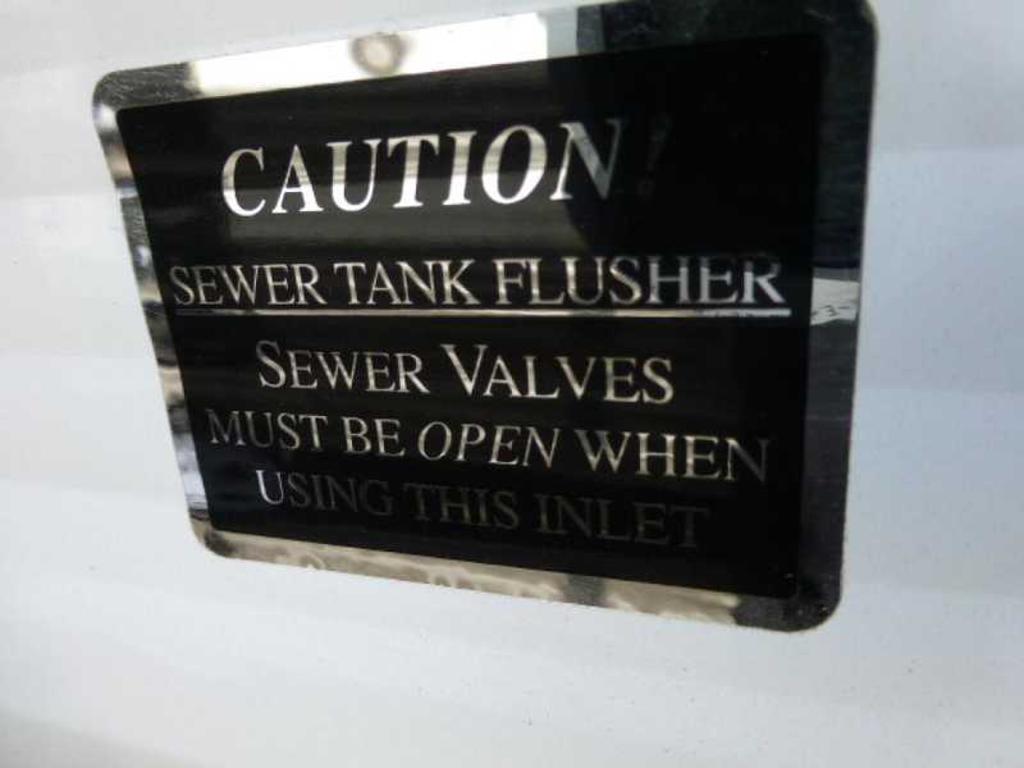 CAUTION!
SEWER TANK FLUSHER
SEWER VALVES
MUST BE OPEN WHEN
USING THIS INLET